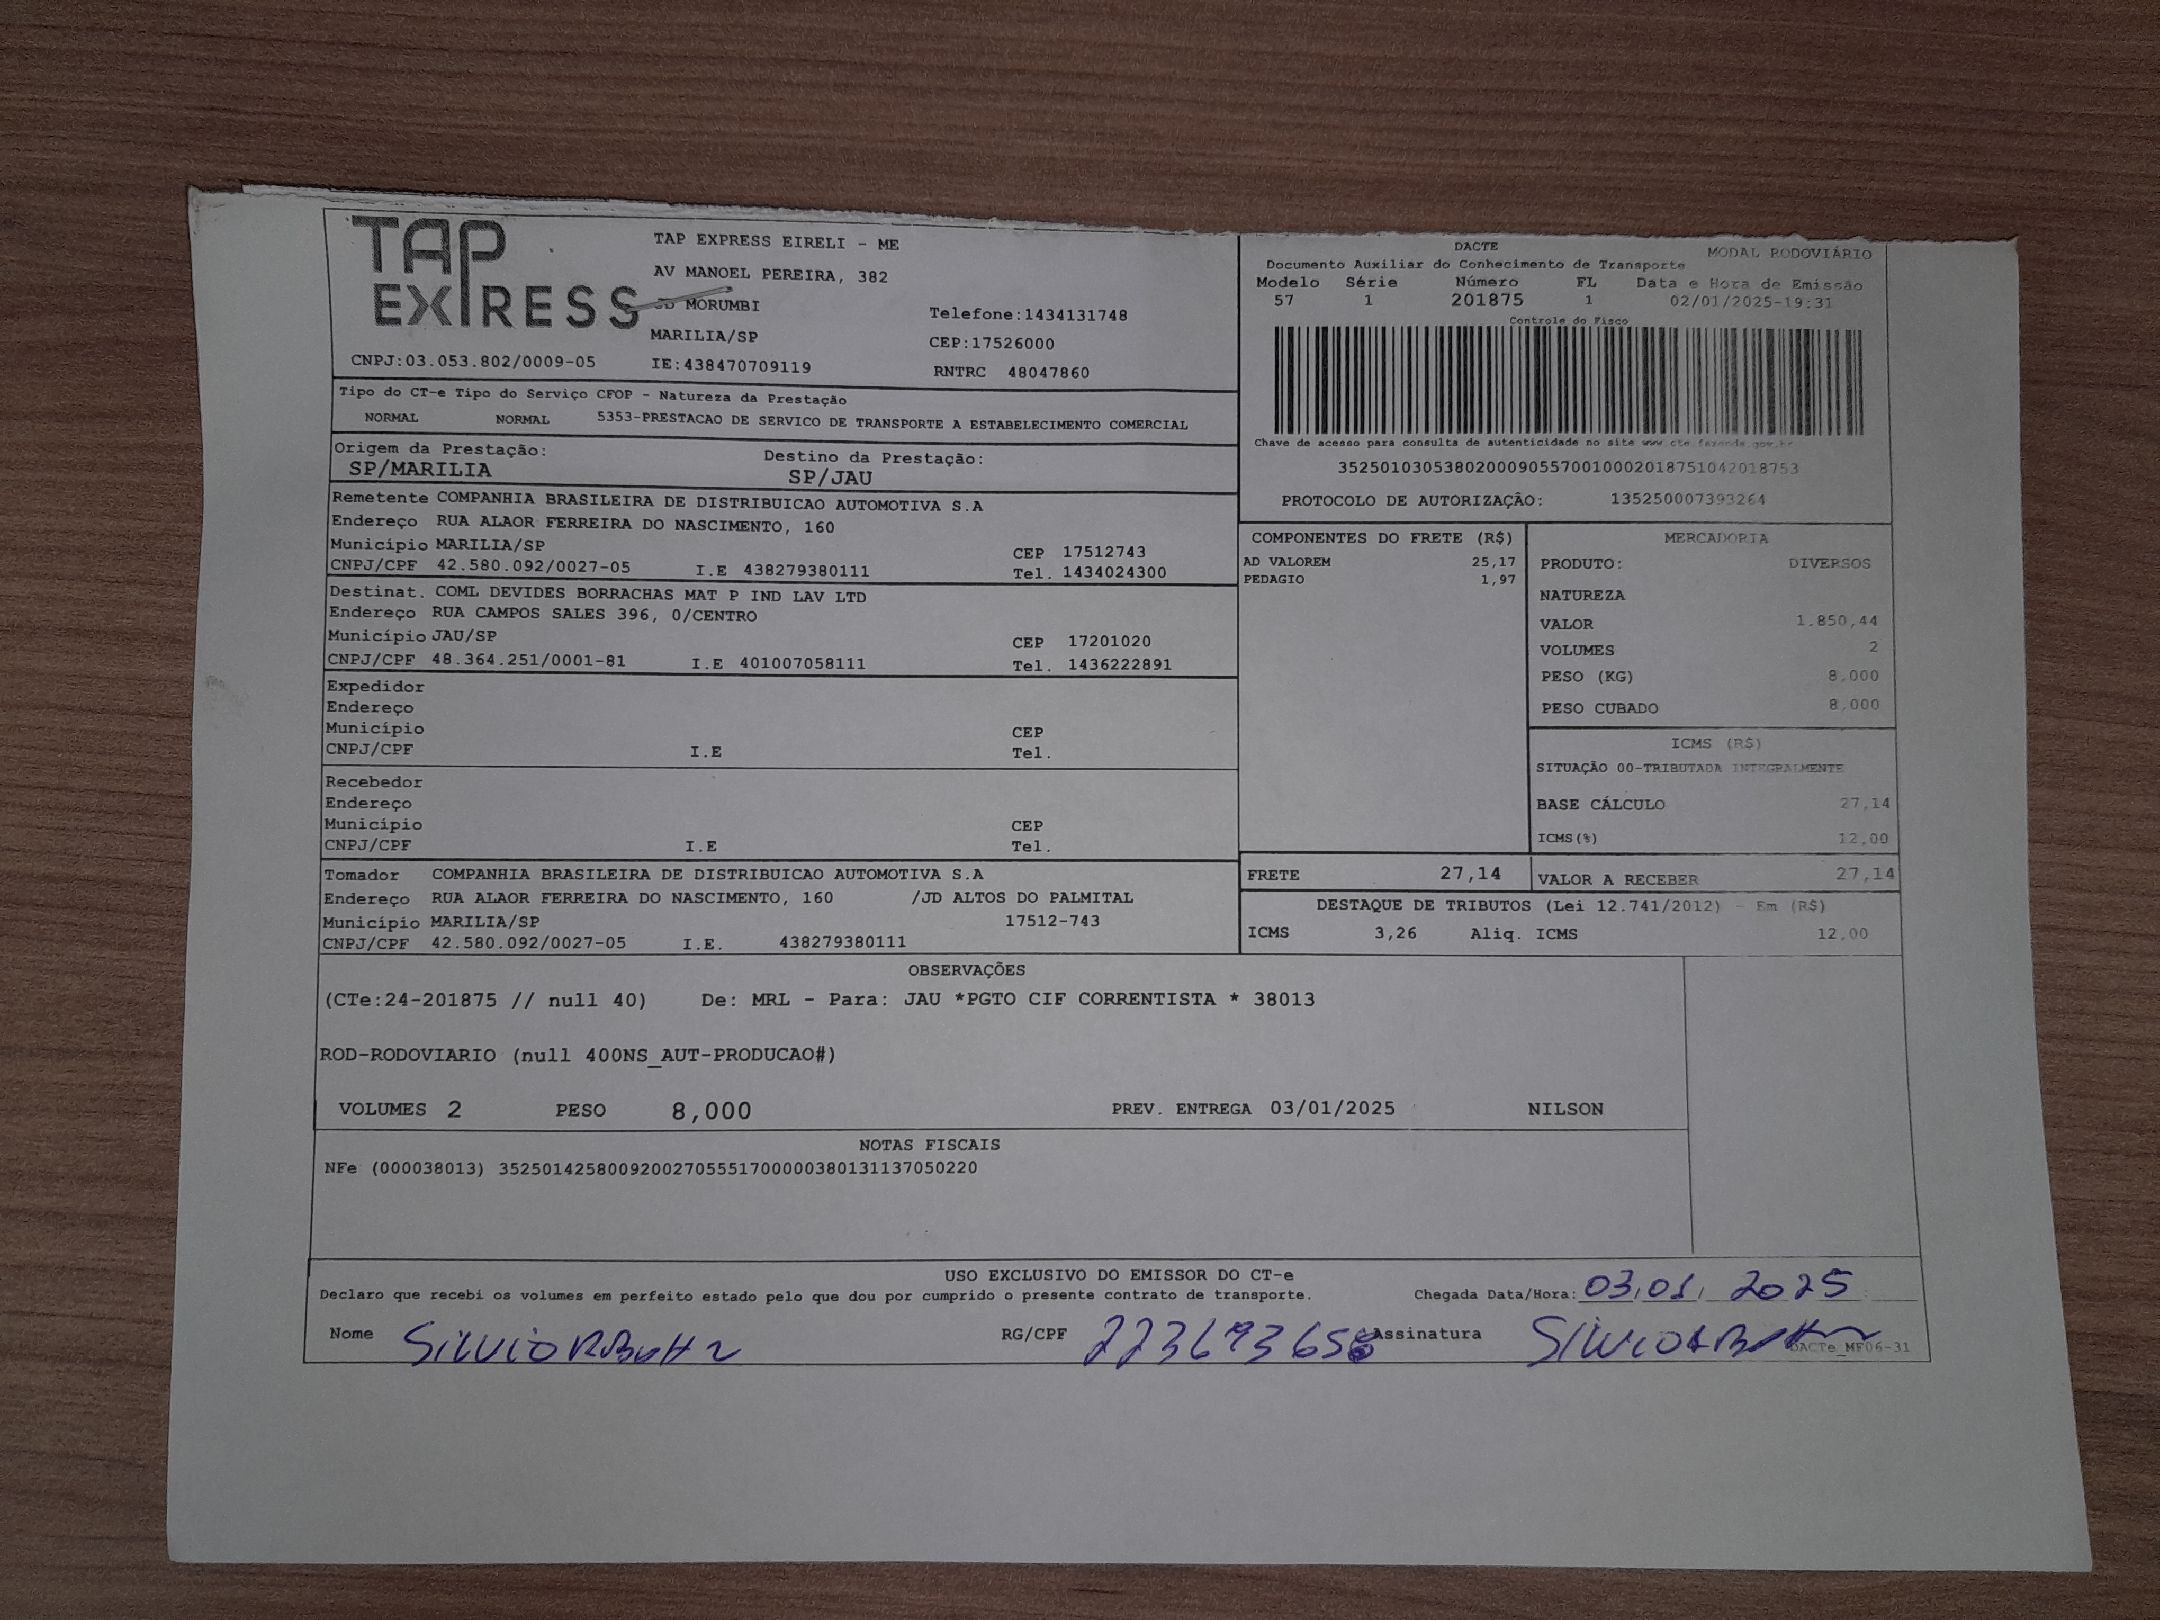 TAP
EXPRESS
TAP EXPRESS EIRELI - ME
AV MANOEL PEREIRA, 382
JD MORUMBI
Telefone:1434131748
MARILIA/SP
CEP:17526000
CNPJ:03.053.802/0009-05 IE:438470709119
RNTRC 48047860
DACTE
MODAL RODOVIÁRIO
Documento Auxiliar do Conhecimento de Transporte
Modelo Série Número FL Data e Hora de Emissão
57 1 201875 1 02/01/2025-19:31
Controle do Fisco
Chave de acesso para consulta de autenticidade no site www.cte.fazenda.gov.br
35250103053802000905570010002018751042018753
PROTOCOLO DE AUTORIZAÇÃO: 135250007393264
Tipo do CT-e Tipo do Serviço CFOP - Natureza da Prestação
NORMAL NORMAL 5353-PRESTACAO DE SERVICO DE TRANSPORTE A ESTABELECIMENTO COMERCIAL
Origem da Prestação: Destino da Prestação:
SP/MARILIA SP/JAU
Remetente COMPANHIA BRASILEIRA DE DISTRIBUICAO AUTOMOTIVA S.A
Endereço RUA ALAOR FERREIRA DO NASCIMENTO, 160
Município MARILIA/SP CEP 17512743
CNPJ/CPF 42.580.092/0027-05 I.E 438279380111 Tel. 1434024300
Destinat. COML DEVIDES BORRACHAS MAT P IND LAV LTD
Endereço RUA CAMPOS SALES 396, 0/CENTRO
Município JAU/SP CEP 17201020
CNPJ/CPF 48.364.251/0001-81 I.E 401007058111 Tel. 1436222891
Expedidor
Endereço
Município CEP
CNPJ/CPF I.E Tel.
Recebedor
Endereço
Município CEP
CNPJ/CPF I.E Tel.
Tomador COMPANHIA BRASILEIRA DE DISTRIBUICAO AUTOMOTIVA S.A
Endereço RUA ALAOR FERREIRA DO NASCIMENTO, 160 /JD ALTOS DO PALMITAL
Município MARILIA/SP 17512-743
CNPJ/CPF 42.580.092/0027-05 I.E. 438279380111
COMPONENTES DO FRETE (R$)
AD VALOREM 25,17
PEDAGIO 1,97
MERCADORIA
PRODUTO: DIVERSOS
NATUREZA
VALOR 1.850,44
VOLUMES 2
PESO (KG) 8,000
PESO CUBADO 8,000
ICMS (R$)
SITUAÇÃO 00-TRIBUTADA INTEGRALMENTE
BASE CÁLCULO 27,14
ICMS(%) 12,00
FRETE 27,14 VALOR A RECEBER 27,14
DESTAQUE DE TRIBUTOS (Lei 12.741/2012) - Em (R$)
ICMS 3,26 Aliq. ICMS 12,00
OBSERVAÇÕES
(CTe:24-201875 // null 40) De: MRL - Para: JAU *PGTO CIF CORRENTISTA * 38013
ROD-RODOVIARIO (null 400NS_AUT-PRODUCAO#)
VOLUMES 2 PESO 8,000 PREV. ENTREGA 03/01/2025 NILSON
NOTAS FISCAIS
NFe (000038013) 35250142580092002705551700000380131137050220
USO EXCLUSIVO DO EMISSOR DO CT-e
Declaro que recebi os volumes em perfeito estado pelo que dou por cumprido o presente contrato de transporte. Chegada Data/Hora: 03/01/2025
Nome Silvio R RG/CPF 223693656 Assinatura Silvio
DACTe_MF06-31